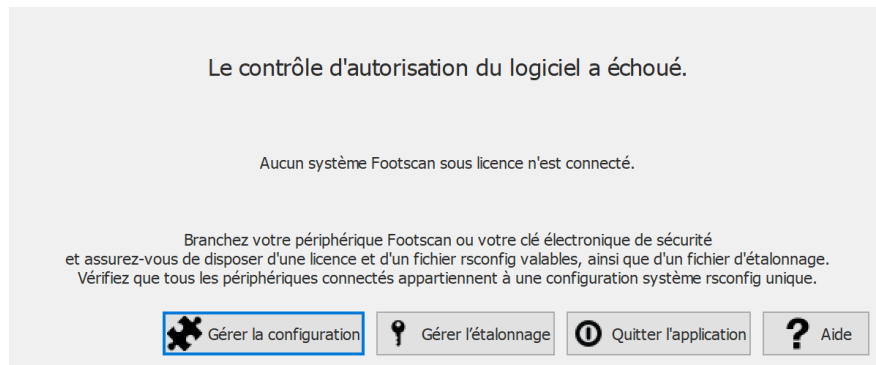 Le contrôle d'autorisation du logiciel a échoué.
Aucun système Footscan sous licence n'est connecté.
Branchez votre périphérique Footscan ou votre clé électronique de sécurité
et assurez-vous de disposer d'une licence et d'un fichier rsconfig valables, ainsi que d'un fichier d'étalonnage.
Vérifiez que tous les périphériques connectés appartiennent à une configuration système rsconfig unique.
Gérer la configuration Gérer l’étalonnage Quitter l'application Aide